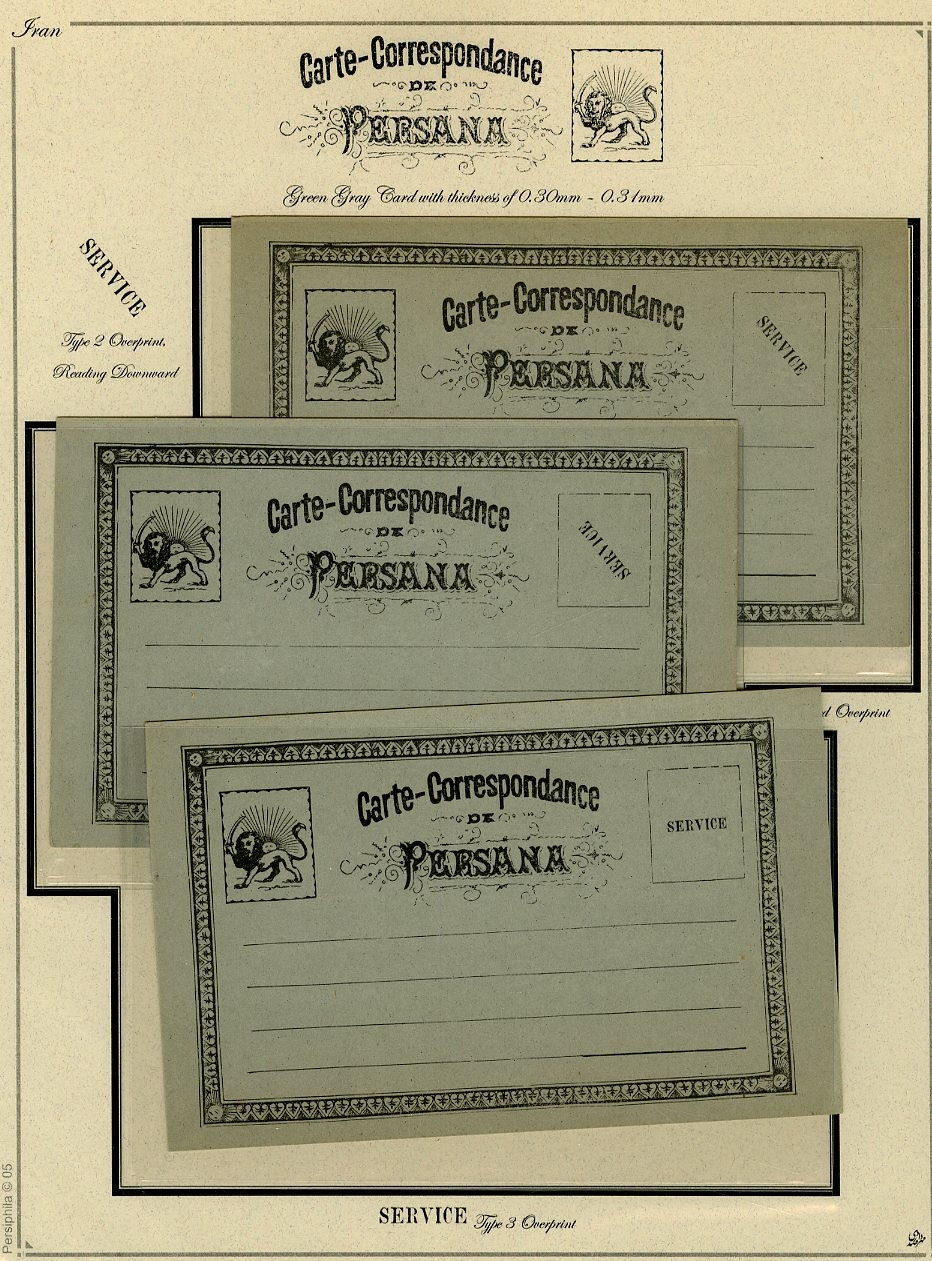 Iran
Carte-Correspondance
DE
PERSANA
Green Gray Card with thickness of 0.30mm - 0.31mm
SERVICE
Type 2 Overprint,
Reading Downward
Carte-Correspondance
DE
PERSANA
SERVICE
Carte-Correspondance
DE
PERSANA
SERVICE
d Overprint
Carte-Correspondance
DE
PERSANA
SERVICE
SERVICE Type 3 Overprint
Persiphila © 05